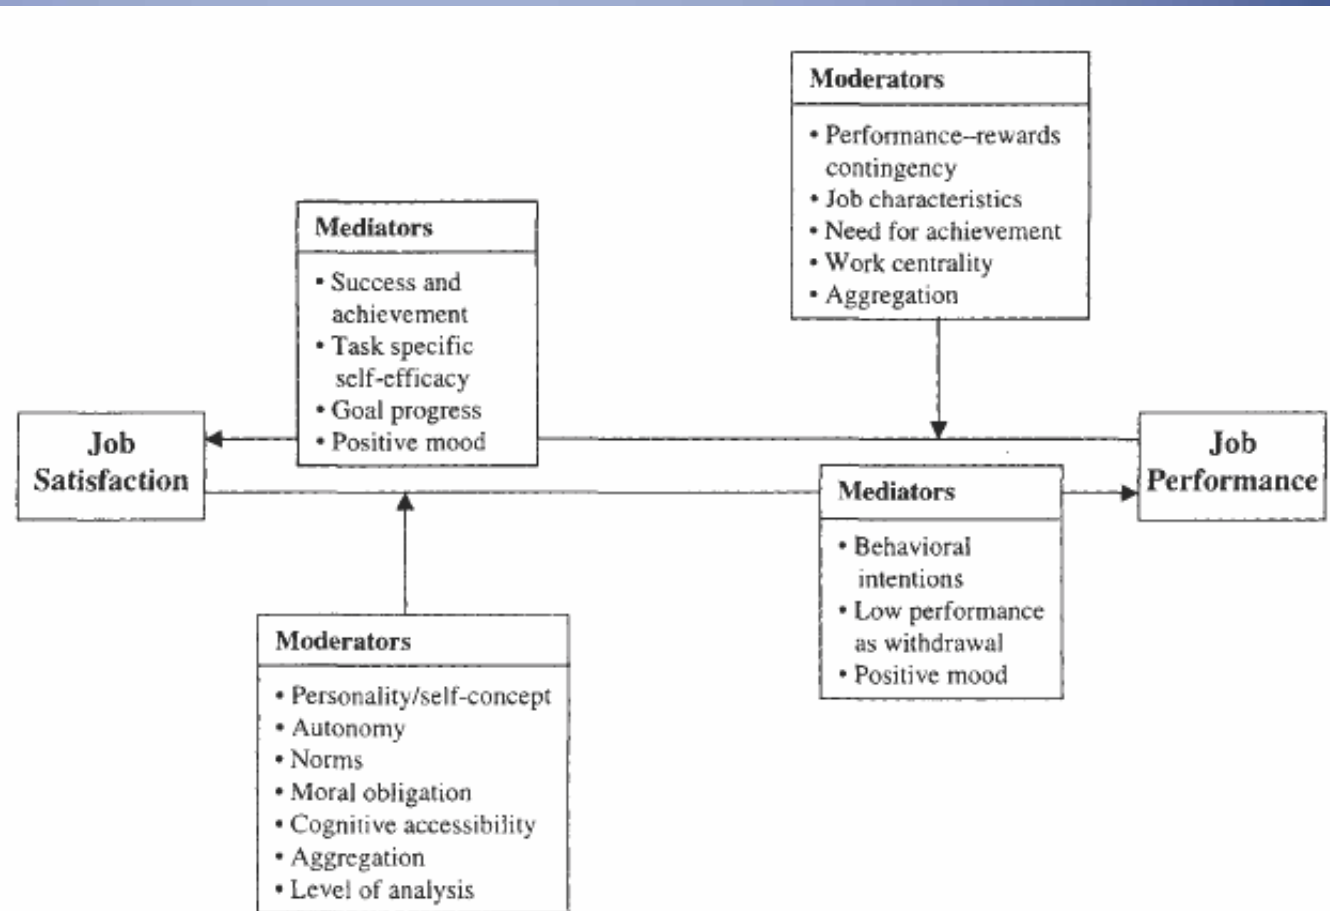 Moderators
• Performance–rewards
contingency
• Job characteristics
• Need for achievement
• Work centrality
• Aggregation
Mediators
▪ Success and
achievement
• Task specific
self-efficacy
• Goal progress
• Positive mood
Job
Satisfaction
Job
Performance
Mediators
• Behavioral
intentions
• Low performance
as withdrawal
• Positive mood
Moderators
• Personality/self-concept
• Autonomy
• Norms
• Moral obligation
• Cognitive accessibility
• Aggregation
• Level of analysis